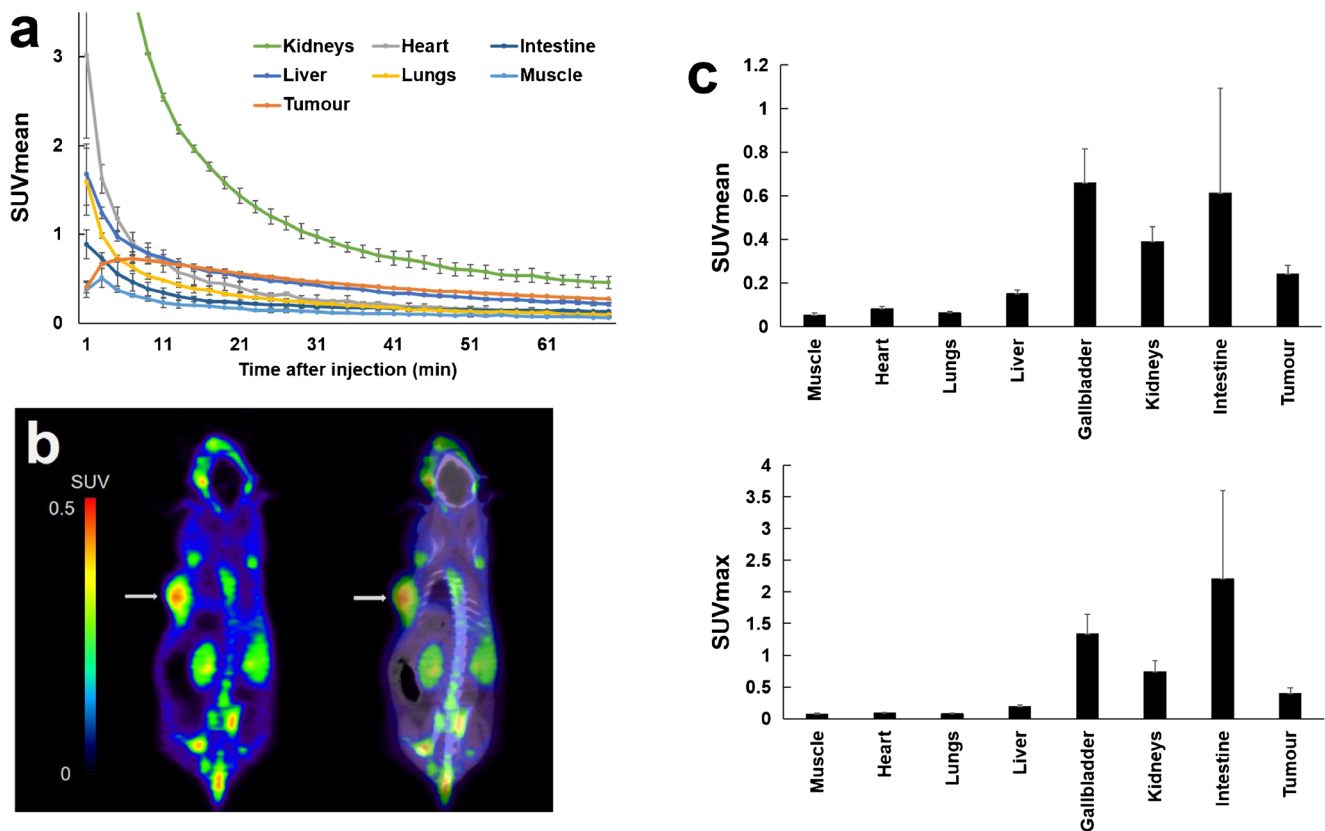 a
Kidneys Heart Intestine
Liver Lungs Muscle
Tumour
SUVmean
3
2
1
0
1 11 21 31 41 51 61
Time after injection (min)
b
SUV
0.5
0
c
SUVmean
1.2
1
0.8
0.6
0.4
0.2
0
Muscle Heart Lungs Liver Gallbladder Kidneys Intestine Tumour
SUVmax
4
3.5
3
2.5
2
1.5
1
0.5
0
Muscle Heart Lungs Liver Gallbladder Kidneys Intestine Tumour